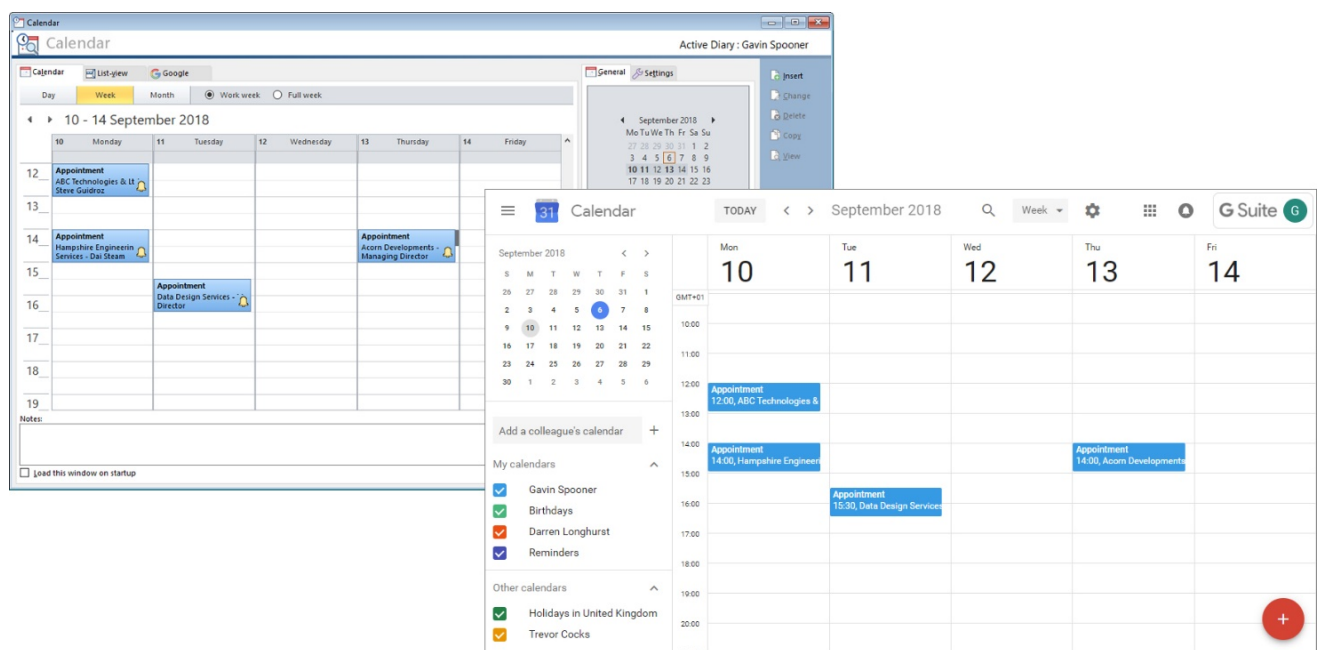 Calendar
Calendar
Active Diary : Gavin Spooner
Calendar List-view Google
General Settings
Day Week Month Work week Full week
10 - 14 September 2018
10 Monday 11 Tuesday 12 Wednesday 13 Thursday 14 Friday
12
Appointment
ABC Technologies & Lt
Steve Guidroz
13
14
Appointment
Hampshire Engineerin
Services - Dai Steam
Appointment
Acorn Developments -
Managing Director
15
Appointment
Data Design Services -
Director
16
17
18
19
Notes:
Load this window on startup
September 2018
Mo Tu We Th Fr Sa Su
27 28 29 30 31 1 2
3 4 5 6 7 8 9
10 11 12 13 14 15 16
17 18 19 20 21 22 23
Insert
Change
Delete
Copy
View
31 Calendar TODAY September 2018 Week G Suite G
September 2018
S M T W T F S
26 27 28 29 30 31 1
2 3 4 5 6 7 8
9 10 11 12 13 14 15
16 17 18 19 20 21 22
23 24 25 26 27 28 29
30 1 2 3 4 5 6
Add a colleague's calendar +
My calendars
Gavin Spooner
Birthdays
Darren Longhurst
Reminders
Other calendars
Holidays in United Kingdom
Trevor Cocks
Mon Tue Wed Thu Fri
10 11 12 13 14
GMT+01
10:00
11:00
12:00
Appointment
12:00, ABC Technologies &
13:00
14:00
Appointment
14:00, Hampshire Engineeri
Appointment
14:00, Acorn Developments
15:00
Appointment
15:30, Data Design Services
16:00
17:00
18:00
19:00
20:00
+